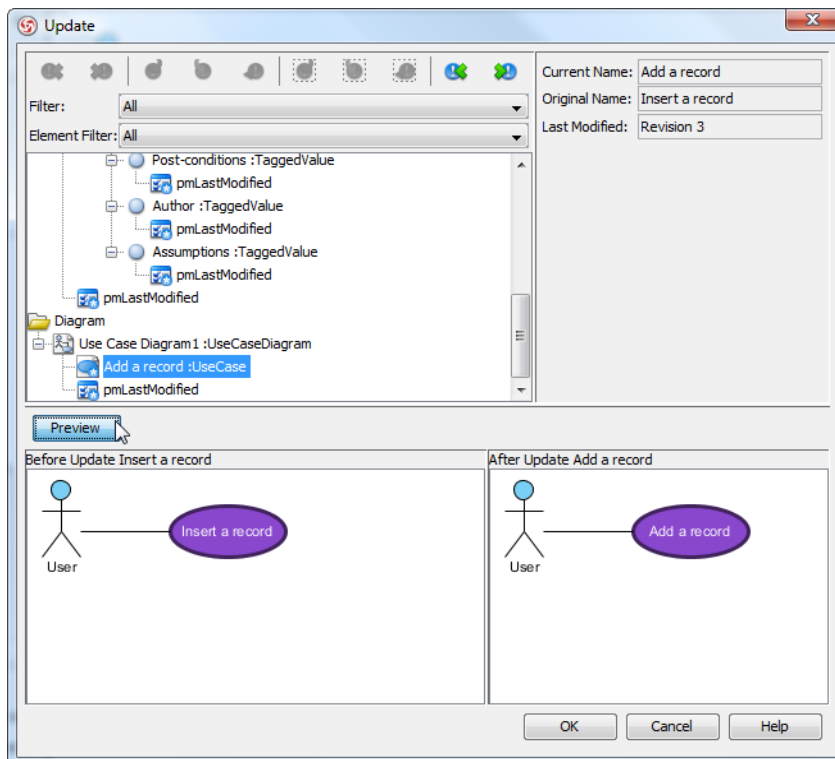 Update
Current Name: Add a record
Original Name: Insert a record
Last Modified: Revision 3
Filter: All
Element Filter: All
Post-conditions :TaggedValue
pmLastModified
Author :TaggedValue
pmLastModified
Assumptions :TaggedValue
pmLastModified
pmLastModified
Diagram
Use Case Diagram1 :UseCaseDiagram
Add a record :UseCase
pmLastModified
Preview
Before Update Insert a record
Insert a record
User
After Update Add a record
Add a record
User
OK Cancel Help